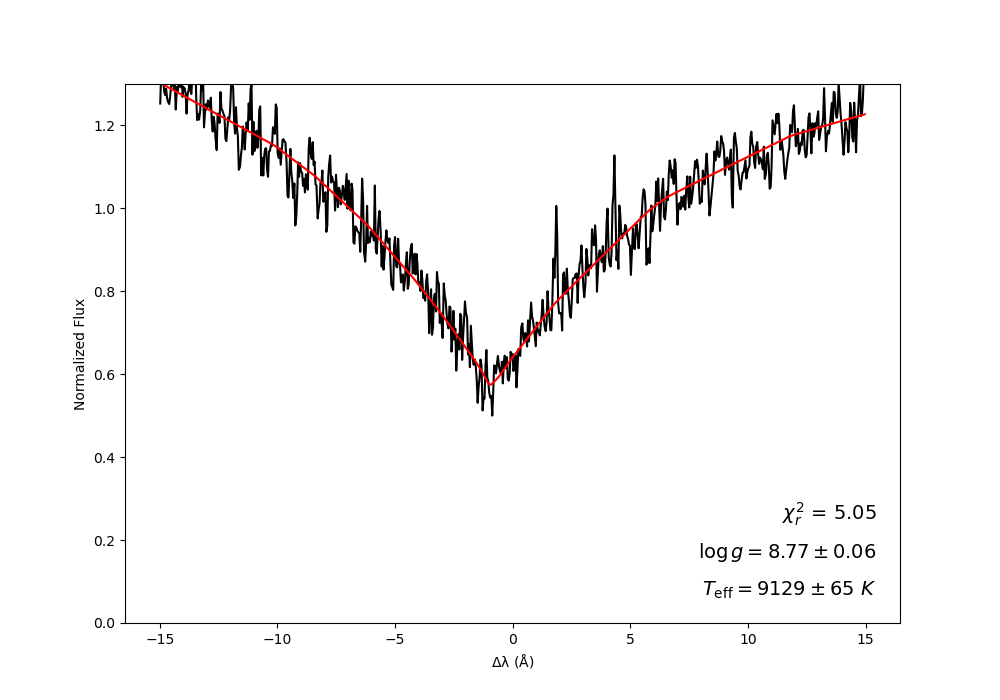 1.2
1.0
0.8
0.6
0.4
0.2
0.0
Normalized Flux
χ²ᵣ = 5.05
log g = 8.77 ± 0.06
T_eff = 9129 ± 65 K
−15 −10 −5 0 5 10 15
Δλ (Å)